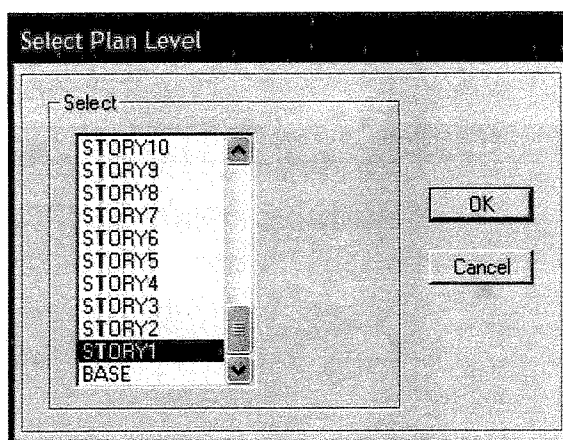 Select Plan Level
Select
STORY10
STORY9
STORY8
STORY7
STORY6
STORY5
STORY4
STORY3
STORY2
STORY1
BASE
OK
Cancel